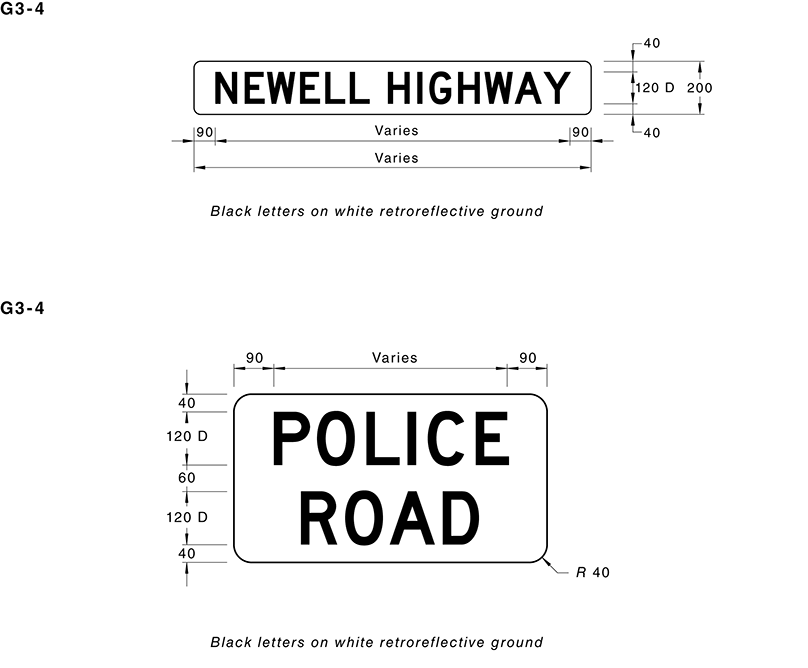 G3-4
40
NEWELL HIGHWAY
120 D 200
40
90 Varies 90
Varies
Black letters on white retroreflective ground
G3-4
90 Varies 90
40
POLICE
120 D
60
ROAD
120 D
40
R 40
Black letters on white retroreflective ground